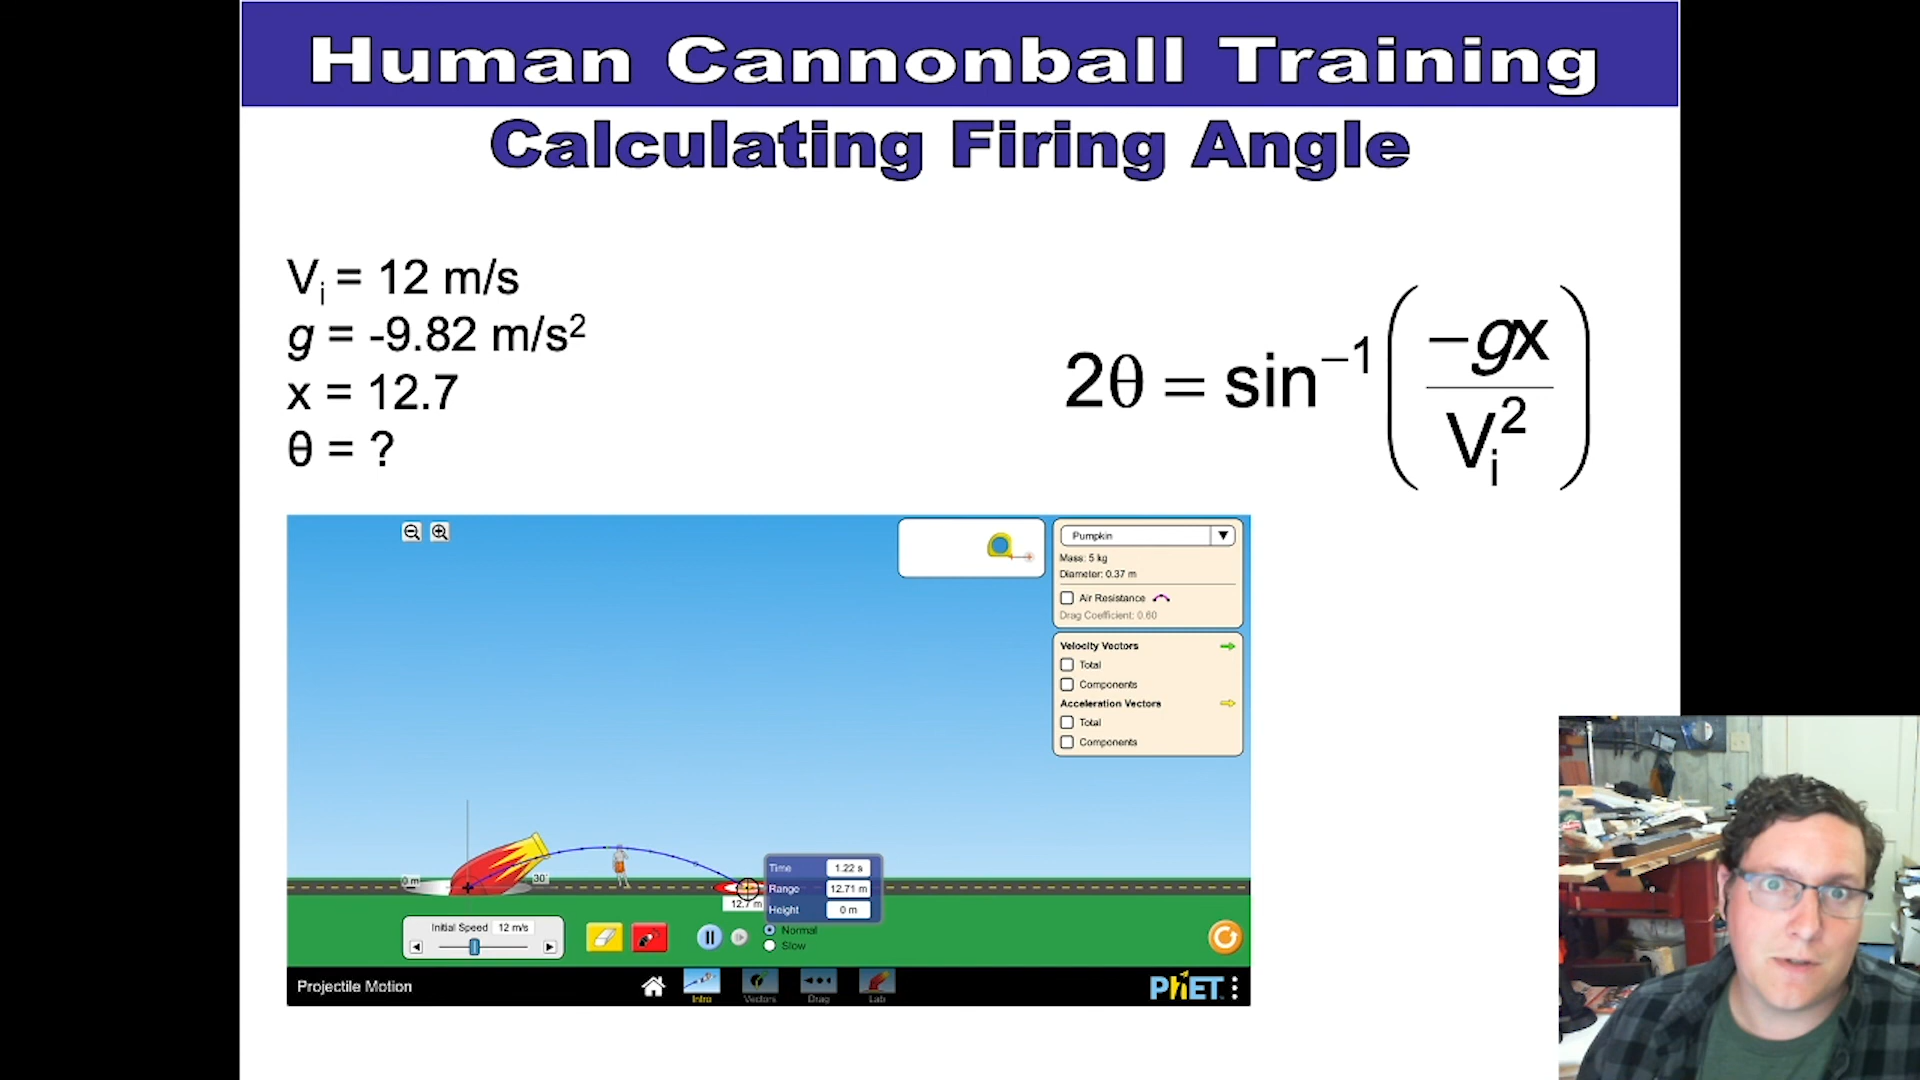 Human Cannonball Training
Calculating Firing Angle
Vᵢ = 12 m/s
g = -9.82 m/s²
x = 12.7
θ = ?
2θ = sin⁻¹(−gx / Vᵢ²)
Pumpkin
Mass: 5 kg
Diameter: 0.37 m
Air Resistance
Drag Coefficient: 0.60
Velocity Vectors
Total
Components
Acceleration Vectors
Total
Components
0 m
30°
12.7 m
Time 1.22 s
Range 12.71 m
Height 0 m
Initial Speed 12 m/s
Normal
Slow
Projectile Motion
Intro
Vectors
Drag
Lab
PhET